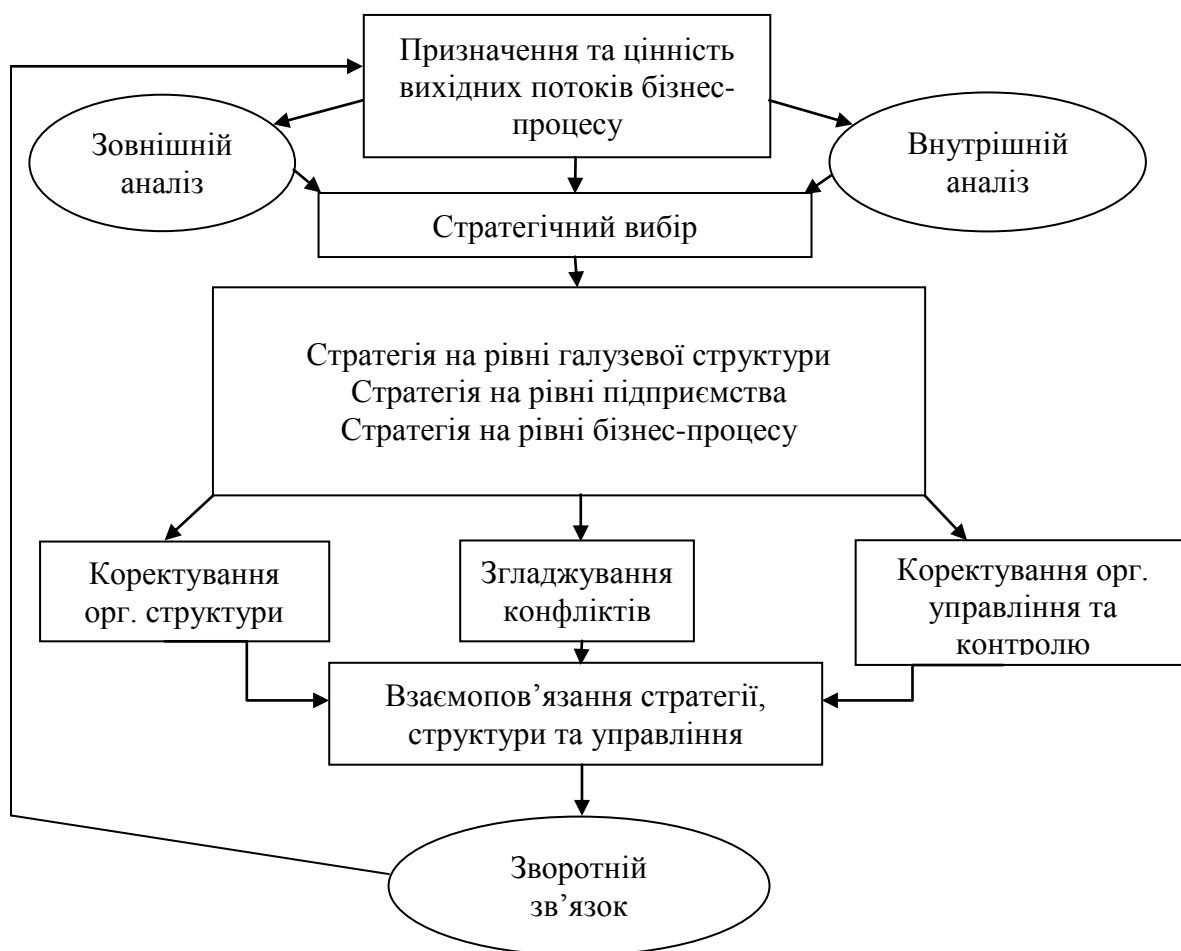 Призначення та цінність
вихідних потоків бізнес-
процесу
Зовнішній
аналіз
Внутрішній
аналіз
Стратегічний вибір
Стратегія на рівні галузевої структури
Стратегія на рівні підприємства
Стратегія на рівні бізнес-процесу
Коректування
орг. структури
Згладжування
конфліктів
Коректування орг.
управління та
контролю
Взаємопов’язання стратегії,
структури та управління
Зворотній
зв’язок